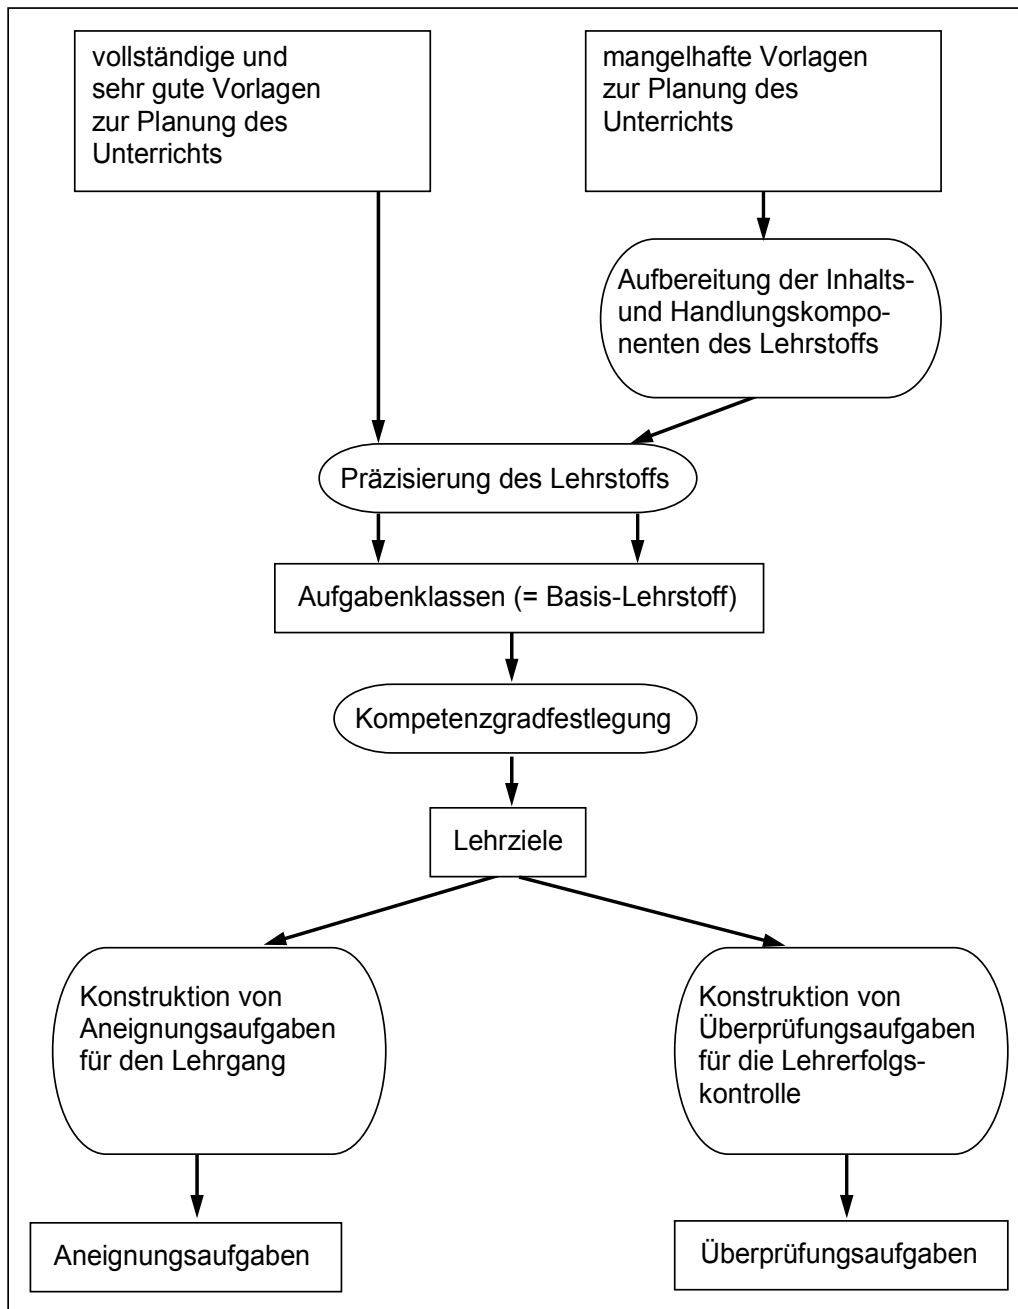 vollständige und
sehr gute Vorlagen
zur Planung des
Unterrichts
mangelhafte Vorlagen
zur Planung des
Unterrichts
Aufbereitung der Inhalts-
und Handlungskompo-
nenten des Lehrstoffs
Präzisierung des Lehrstoffs
Aufgabenklassen (= Basis-Lehrstoff)
Kompetenzgradfestlegung
Lehrziele
Konstruktion von
Aneignungsaufgaben
für den Lehrgang
Konstruktion von
Überprüfungsaufgaben
für die Lehrerfolgs-
kontrolle
Aneignungsaufgaben
Überprüfungsaufgaben